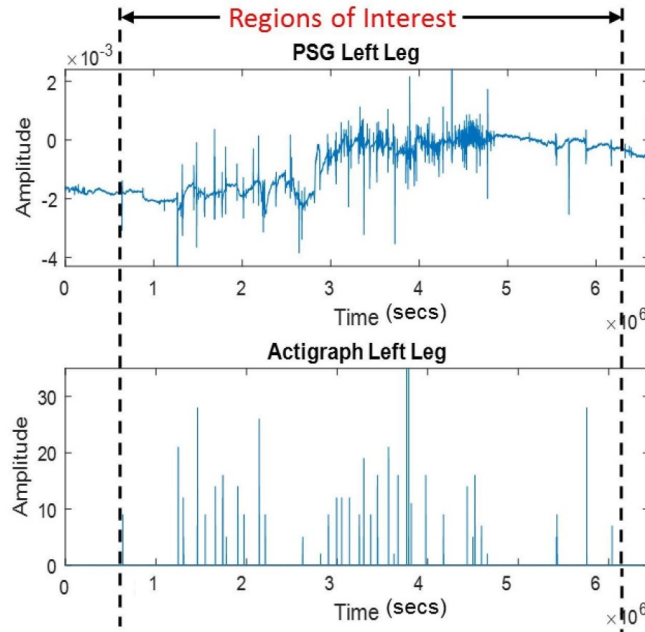 Regions of Interest
PSG Left Leg
×10⁻³
2
0
-2
-4
Amplitude
0 1 2 3 4 5 6
Time (secs)
×10⁶
Actigraph Left Leg
30
20
10
0
Amplitude
0 1 2 3 4 5 6
Time (secs)
×10⁶